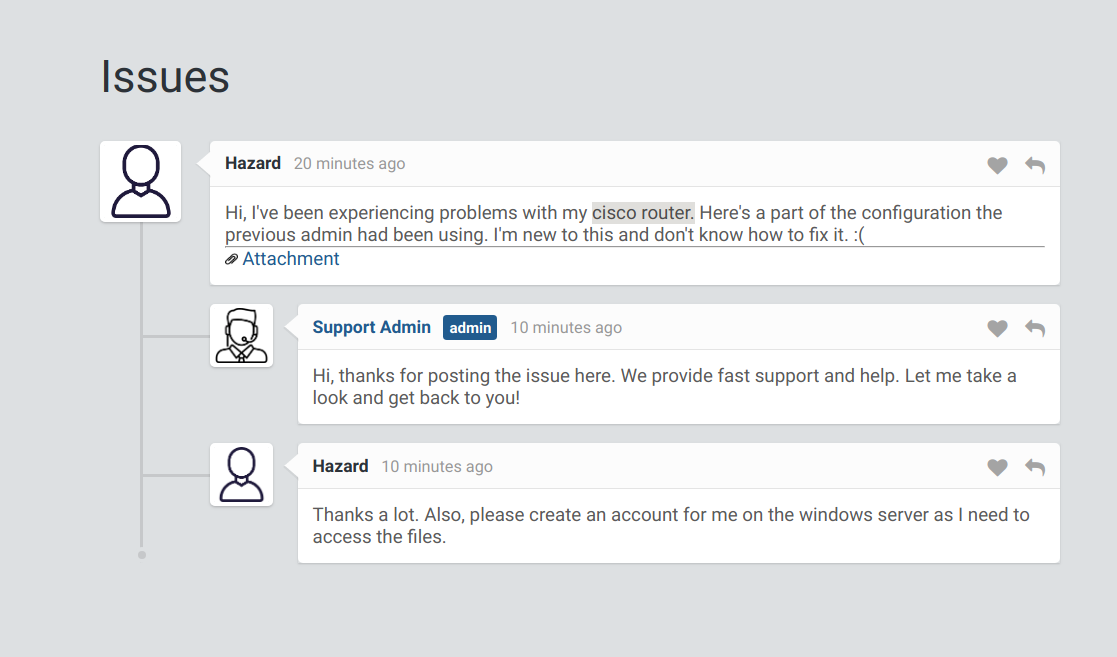 Issues
Hazard 20 minutes ago
Hi, I've been experiencing problems with my cisco router. Here's a part of the configuration the
previous admin had been using. I'm new to this and don't know how to fix it. :(
Attachment
Support Admin admin 10 minutes ago
Hi, thanks for posting the issue here. We provide fast support and help. Let me take a
look and get back to you!
Hazard 10 minutes ago
Thanks a lot. Also, please create an account for me on the windows server as I need to
access the files.